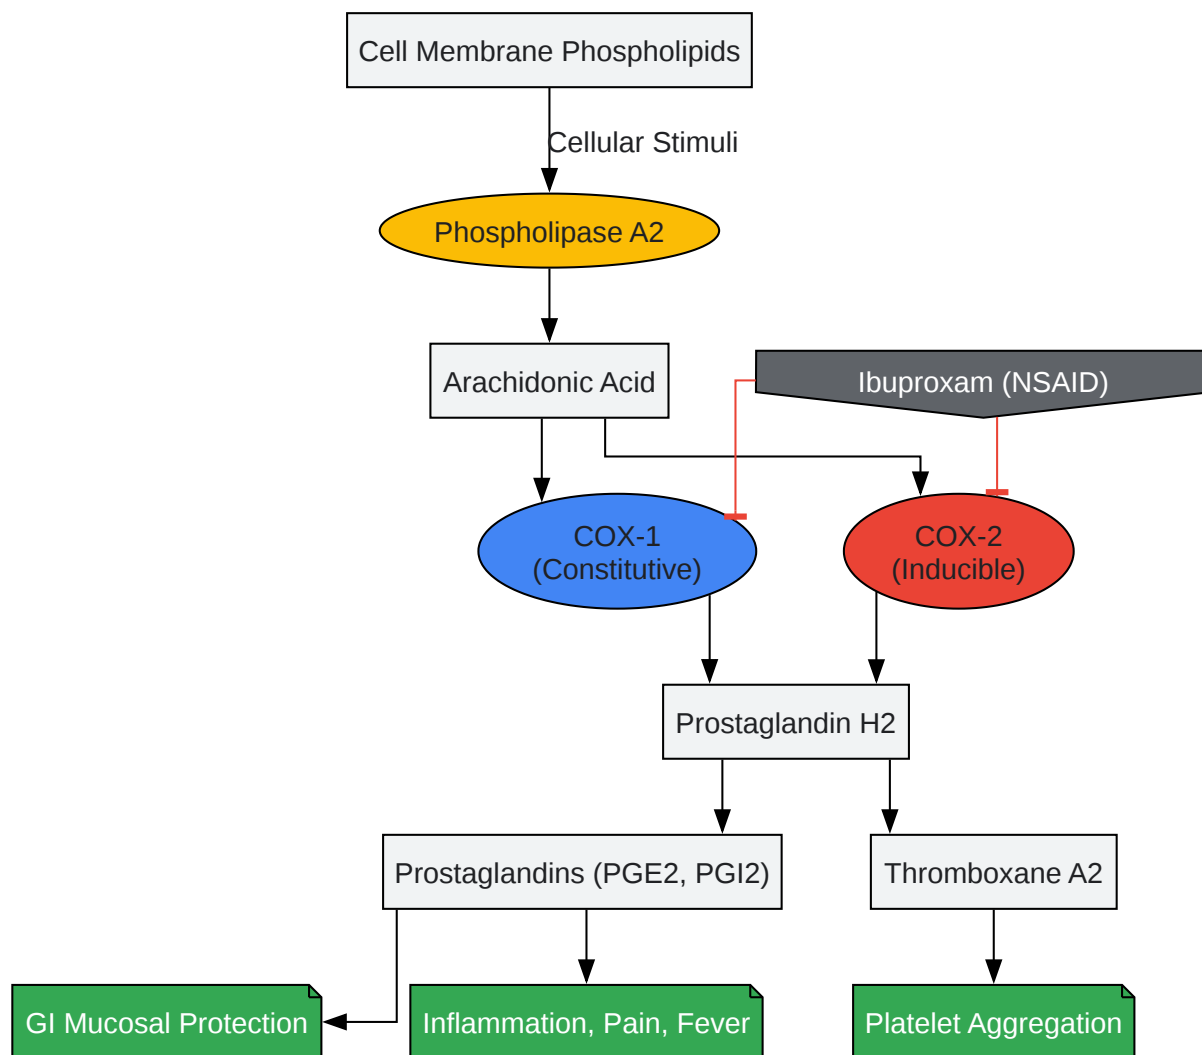 Cell Membrane Phospholipids
Cellular Stimuli
Phospholipase A2
Arachidonic Acid
Ibuproxam (NSAID)
COX-1
(Constitutive)
COX-2
(Inducible)
Prostaglandin H2
Prostaglandins (PGE2, PGI2)
Thromboxane A2
GI Mucosal Protection
Inflammation, Pain, Fever
Platelet Aggregation